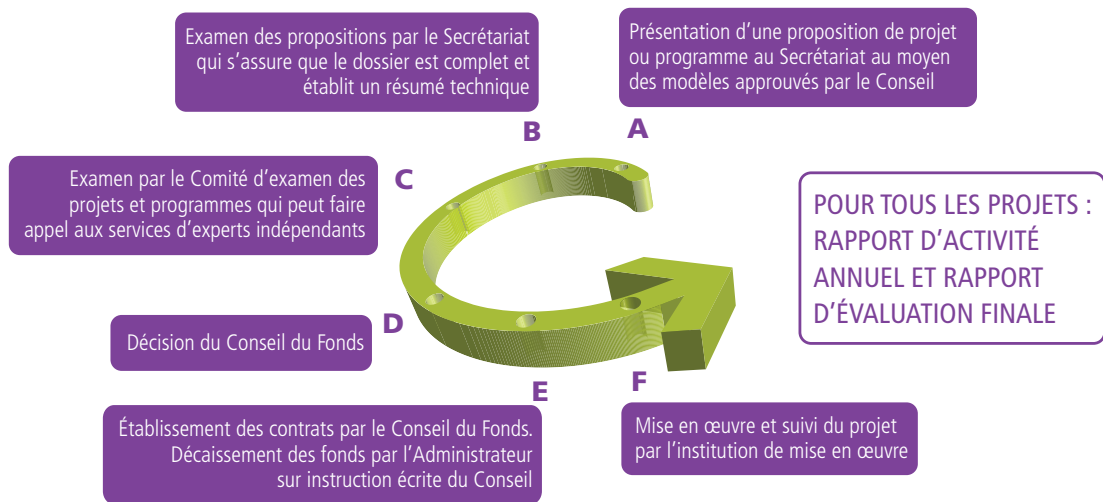 Présentation d'une proposition de projet
ou programme au Secrétariat au moyen
des modèles approuvés par le Conseil
A
Examen des propositions par le Secrétariat
qui s'assure que le dossier est complet et
établit un résumé technique
B
Examen par le Comité d'examen des
projets et programmes qui peut faire
appel aux services d'experts indépendants
C
Décision du Conseil du Fonds
D
Établissement des contrats par le Conseil du Fonds.
Décaissement des fonds par l'Administrateur
sur instruction écrite du Conseil
E
Mise en œuvre et suivi du projet
par l'institution de mise en œuvre
F
POUR TOUS LES PROJETS :
RAPPORT D'ACTIVITÉ
ANNUEL ET RAPPORT
D'ÉVALUATION FINALE